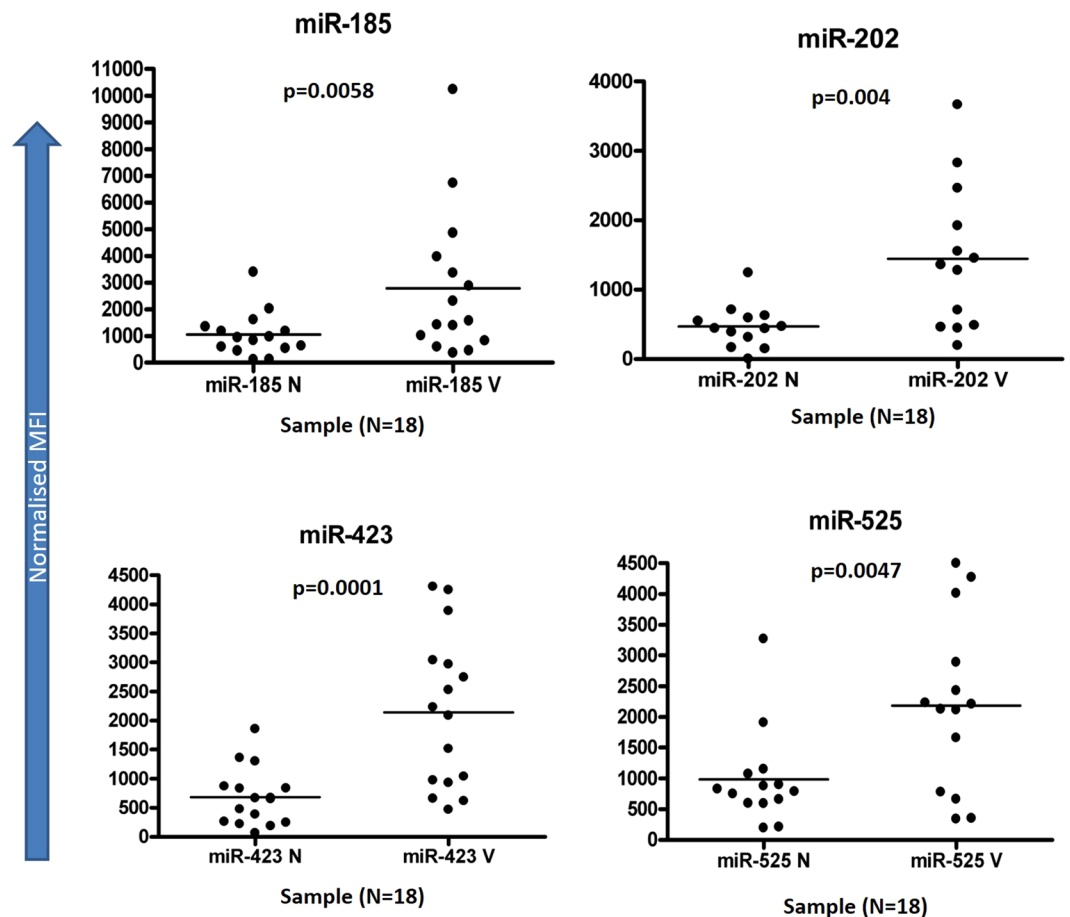 miR-185
11000
10000
9000
8000
7000
6000
5000
4000
3000
2000
1000
0
p=0.0058
miR-185 N
miR-185 V
Sample (N=18)
miR-202
4000
3000
2000
1000
0
p=0.004
miR-202 N
miR-202 V
Sample (N=18)
Normalised MFI
miR-423
4500
4000
3500
3000
2500
2000
1500
1000
500
0
p=0.0001
miR-423 N
miR-423 V
Sample (N=18)
miR-525
4500
4000
3500
3000
2500
2000
1500
1000
500
0
p=0.0047
miR-525 N
miR-525 V
Sample (N=18)